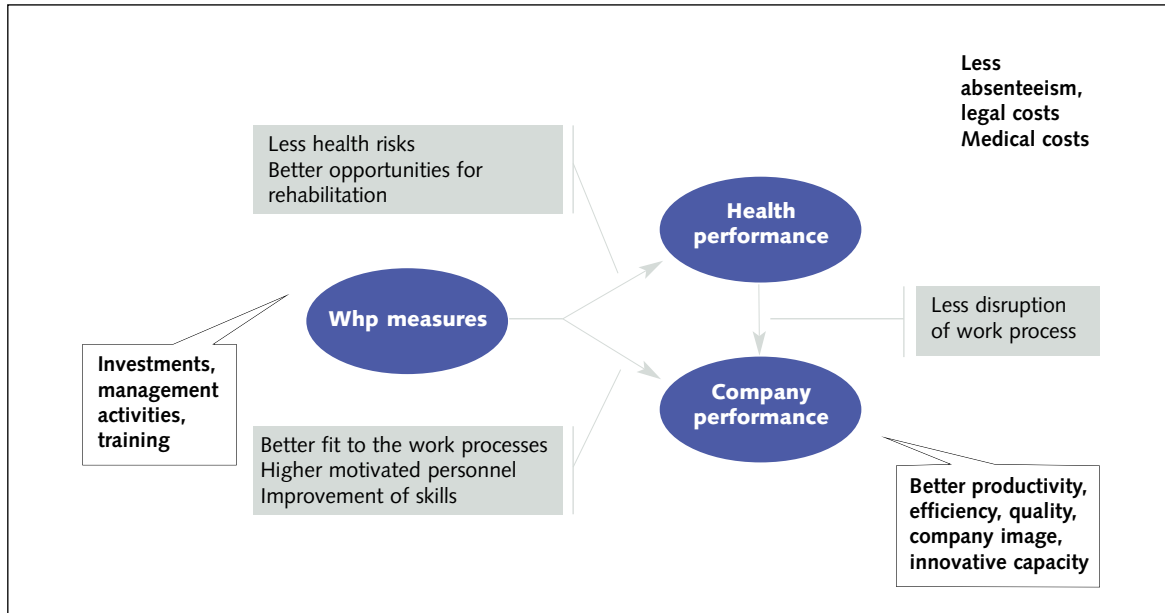 Less
absenteeism,
legal costs
Medical costs
Less health risks
Better opportunities for
rehabilitation
Health
performance
Whp measures
Less disruption
of work process
Investments,
management
activities,
training
Company
performance
Better fit to the work processes
Higher motivated personnel
Improvement of skills
Better productivity,
efficiency, quality,
company image,
innovative capacity